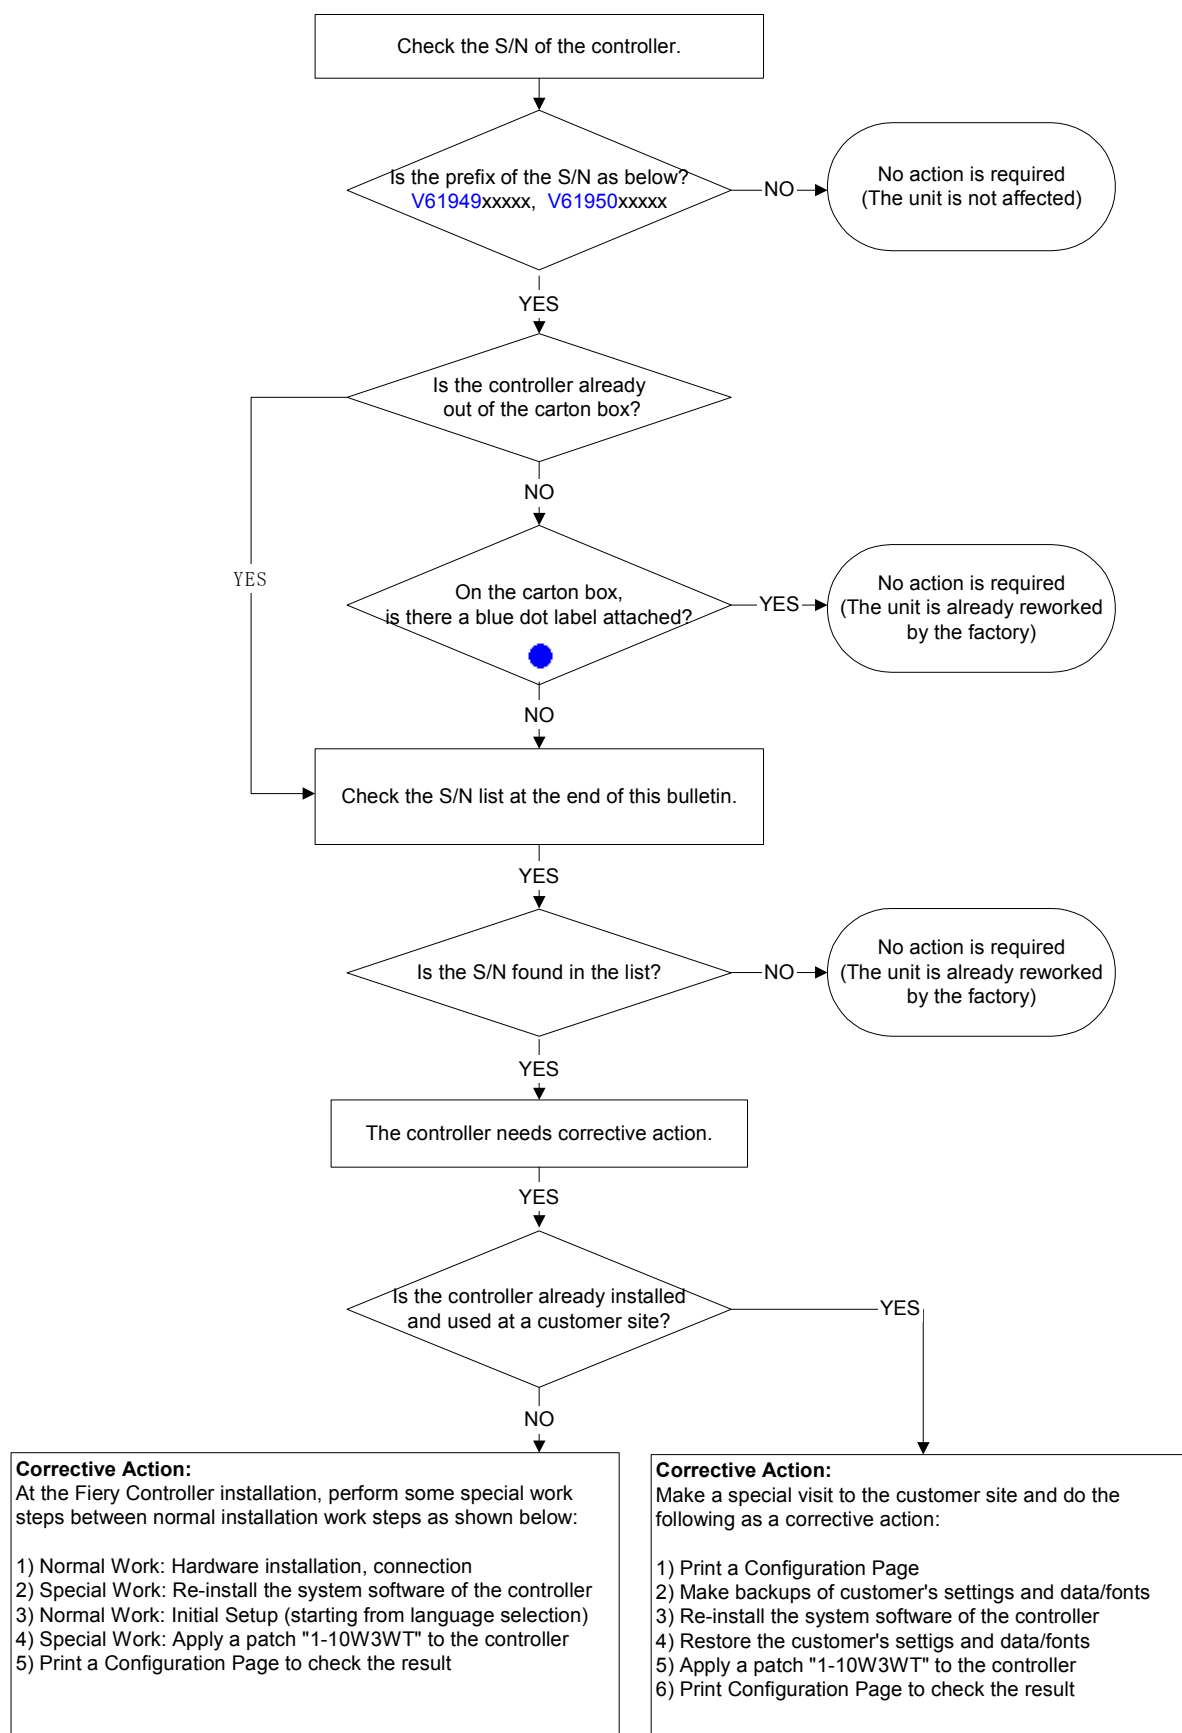 Check the S/N of the controller.
Is the prefix of the S/N as below?
V61949xxxxx, V61950xxxxx
NO
No action is required
(The unit is not affected)
YES
Is the controller already
out of the carton box?
NO
YES
On the carton box,
is there a blue dot label attached?
YES
No action is required
(The unit is already reworked
by the factory)
NO
Check the S/N list at the end of this bulletin.
YES
Is the S/N found in the list?
NO
No action is required
(The unit is already reworked
by the factory)
YES
The controller needs corrective action.
YES
Is the controller already installed
and used at a customer site?
YES
NO
Corrective Action:
At the Fiery Controller installation, perform some special work
steps between normal installation work steps as shown below:
1) Normal Work: Hardware installation, connection
2) Special Work: Re-install the system software of the controller
3) Normal Work: Initial Setup (starting from language selection)
4) Special Work: Apply a patch "1-10W3WT" to the controller
5) Print a Configuration Page to check the result
Corrective Action:
Make a special visit to the customer site and do the
following as a corrective action:
1) Print a Configuration Page
2) Make backups of customer's settings and data/fonts
3) Re-install the system software of the controller
4) Restore the customer's settigs and data/fonts
5) Apply a patch "1-10W3WT" to the controller
6) Print Configuration Page to check the result